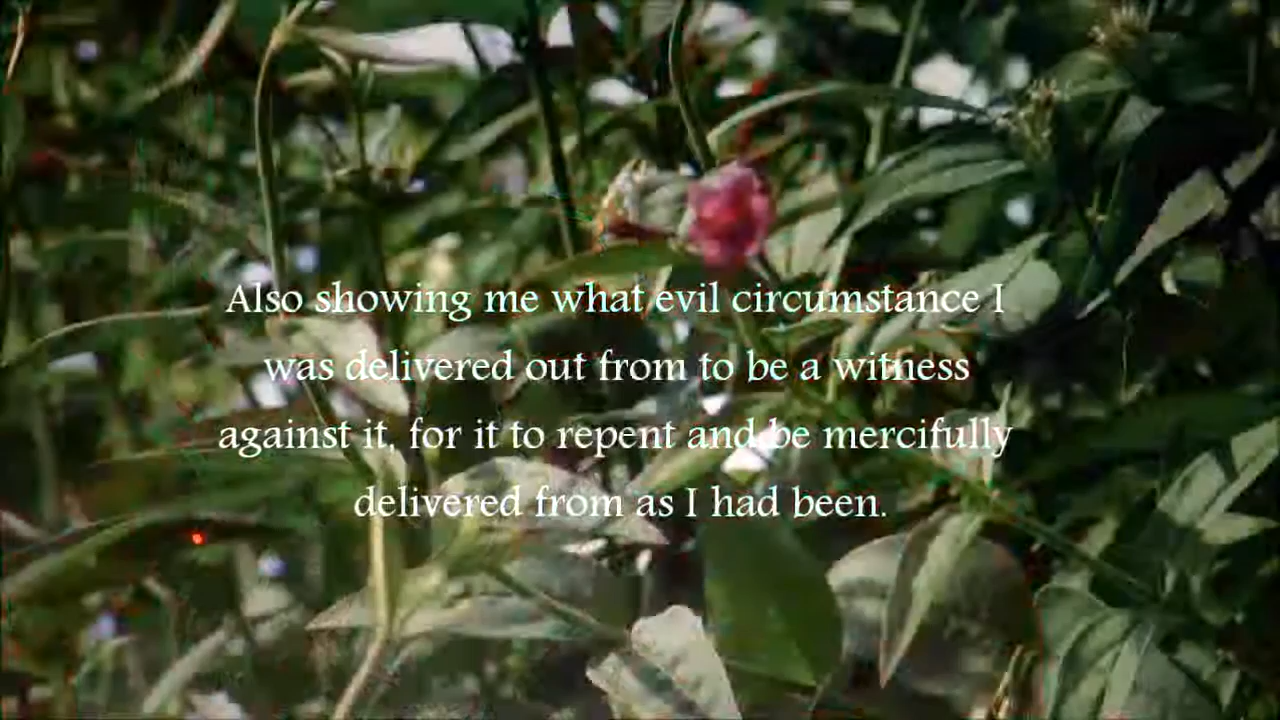 Also showing me what evil circumstance I
was delivered out from to be a witness
against it, for it to repent and be mercifully
delivered from as I had been.